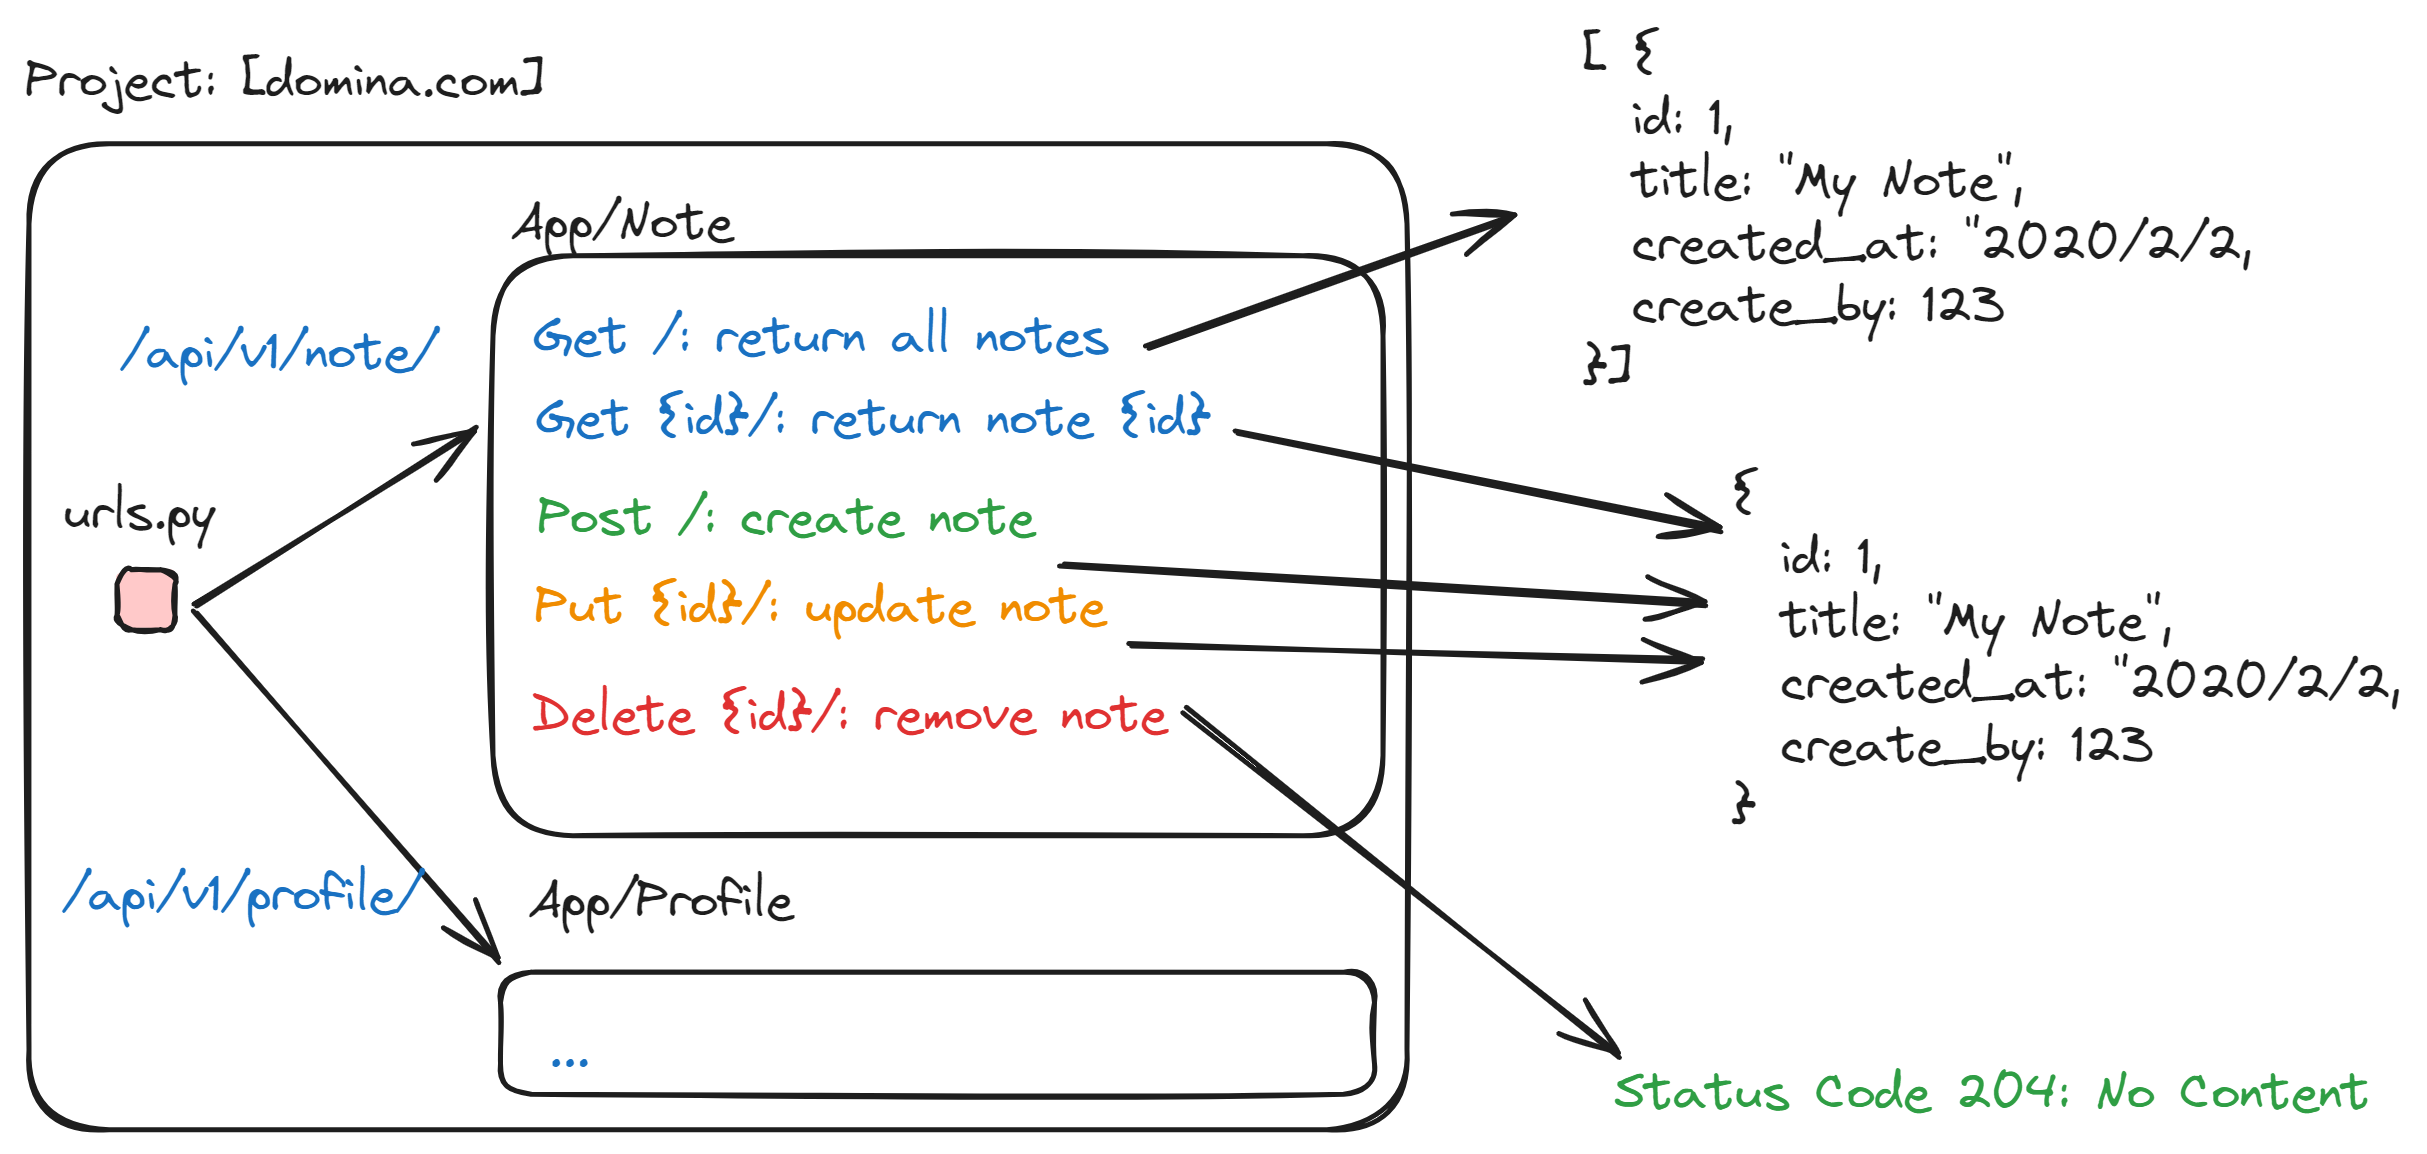 Project: [domina.com]
App/Note
/api/v1/note/
Get /: return all notes
Get {id}/: return note {id}
Post /: create note
Put {id}/: update note
Delete {id}/: remove note
urls.py
/api/v1/profile/
App/Profile
...
[ {
id: 1,
title: "My Note",
created_at: "2020/2/2,
create_by: 123
}]
{
id: 1,
title: "My Note",
created_at: "2020/2/2,
create_by: 123
}
Status Code 204: No Content